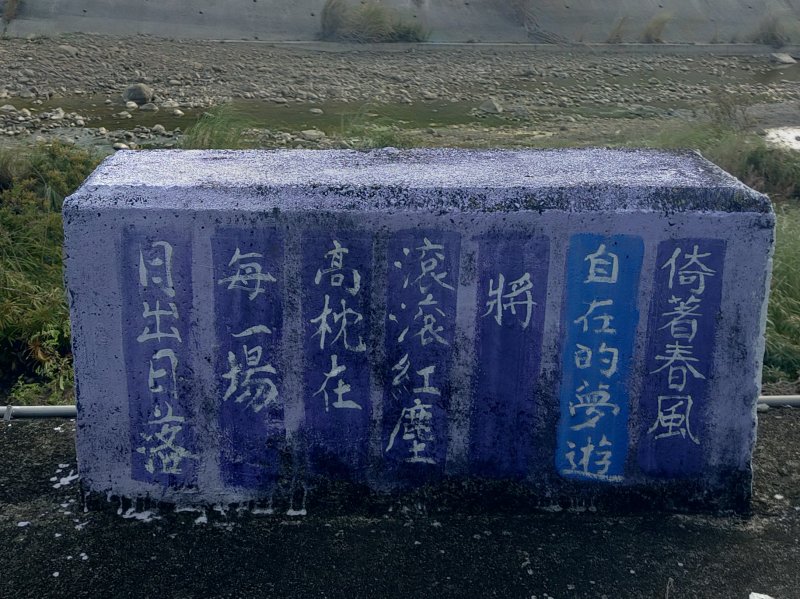 倚著春風
自在的夢遊
將
滾滾紅塵
高枕在
每一場
月出日落